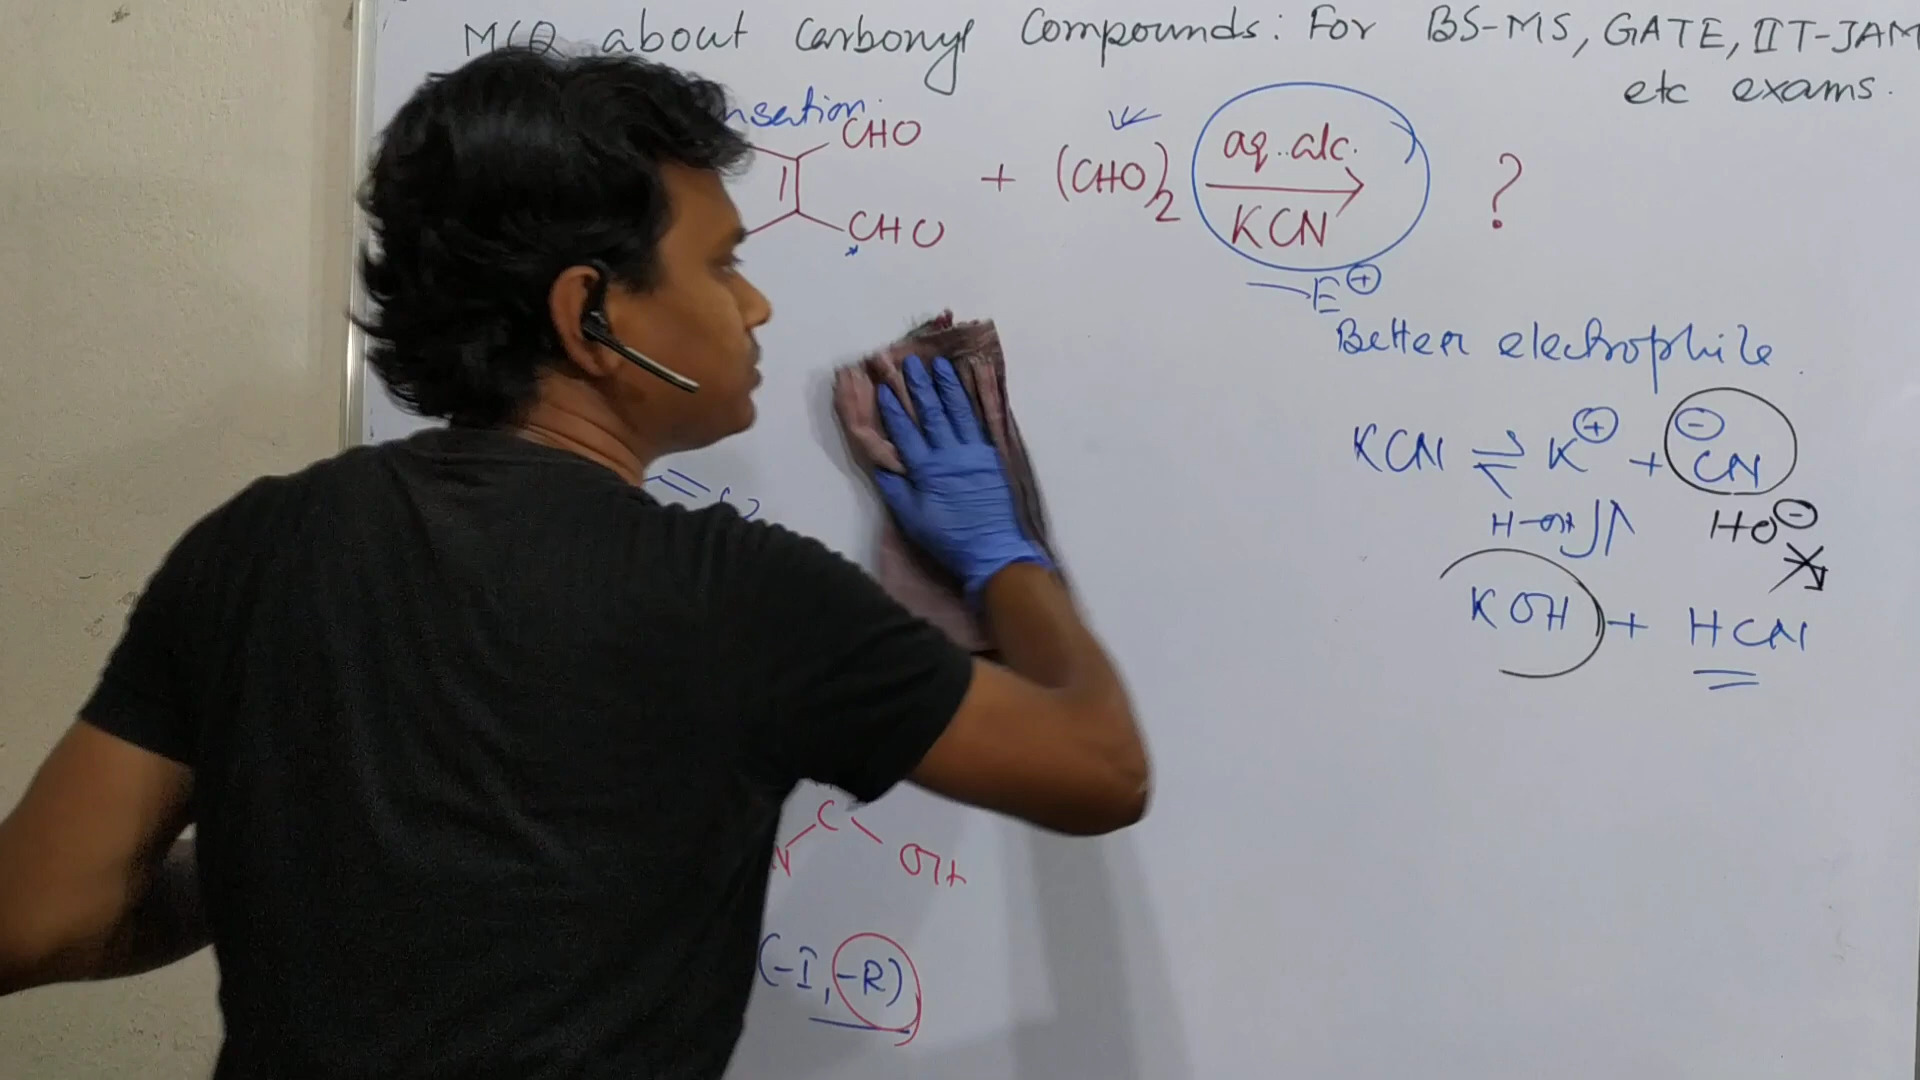 MCQ about Carbonyl Compounds: For BS-MS, GATE, IIT-JAM
etc exams.
nsation.
CHO
+ (CHO)2 aq. alc. ?
KCN
CHO
*
E⊕
Better electrophile
KCN ⇌ K⊕ + ⊖CN
H-OH HO⊖
KOH + HCN
C
N OH
(-I, -R)